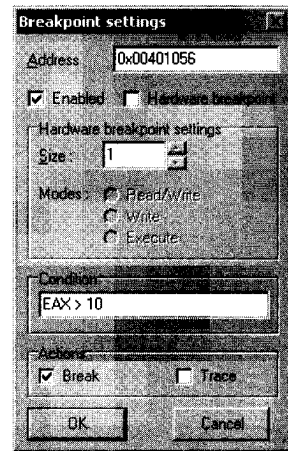 Breakpoint settings
Address 0x00401056
Enabled Hardware breakpoint
Hardware breakpoint settings
Size : 1
Modes : Read/Write
Write
Execute
Condition
EAX > 10
Actions
Break Trace
OK Cancel